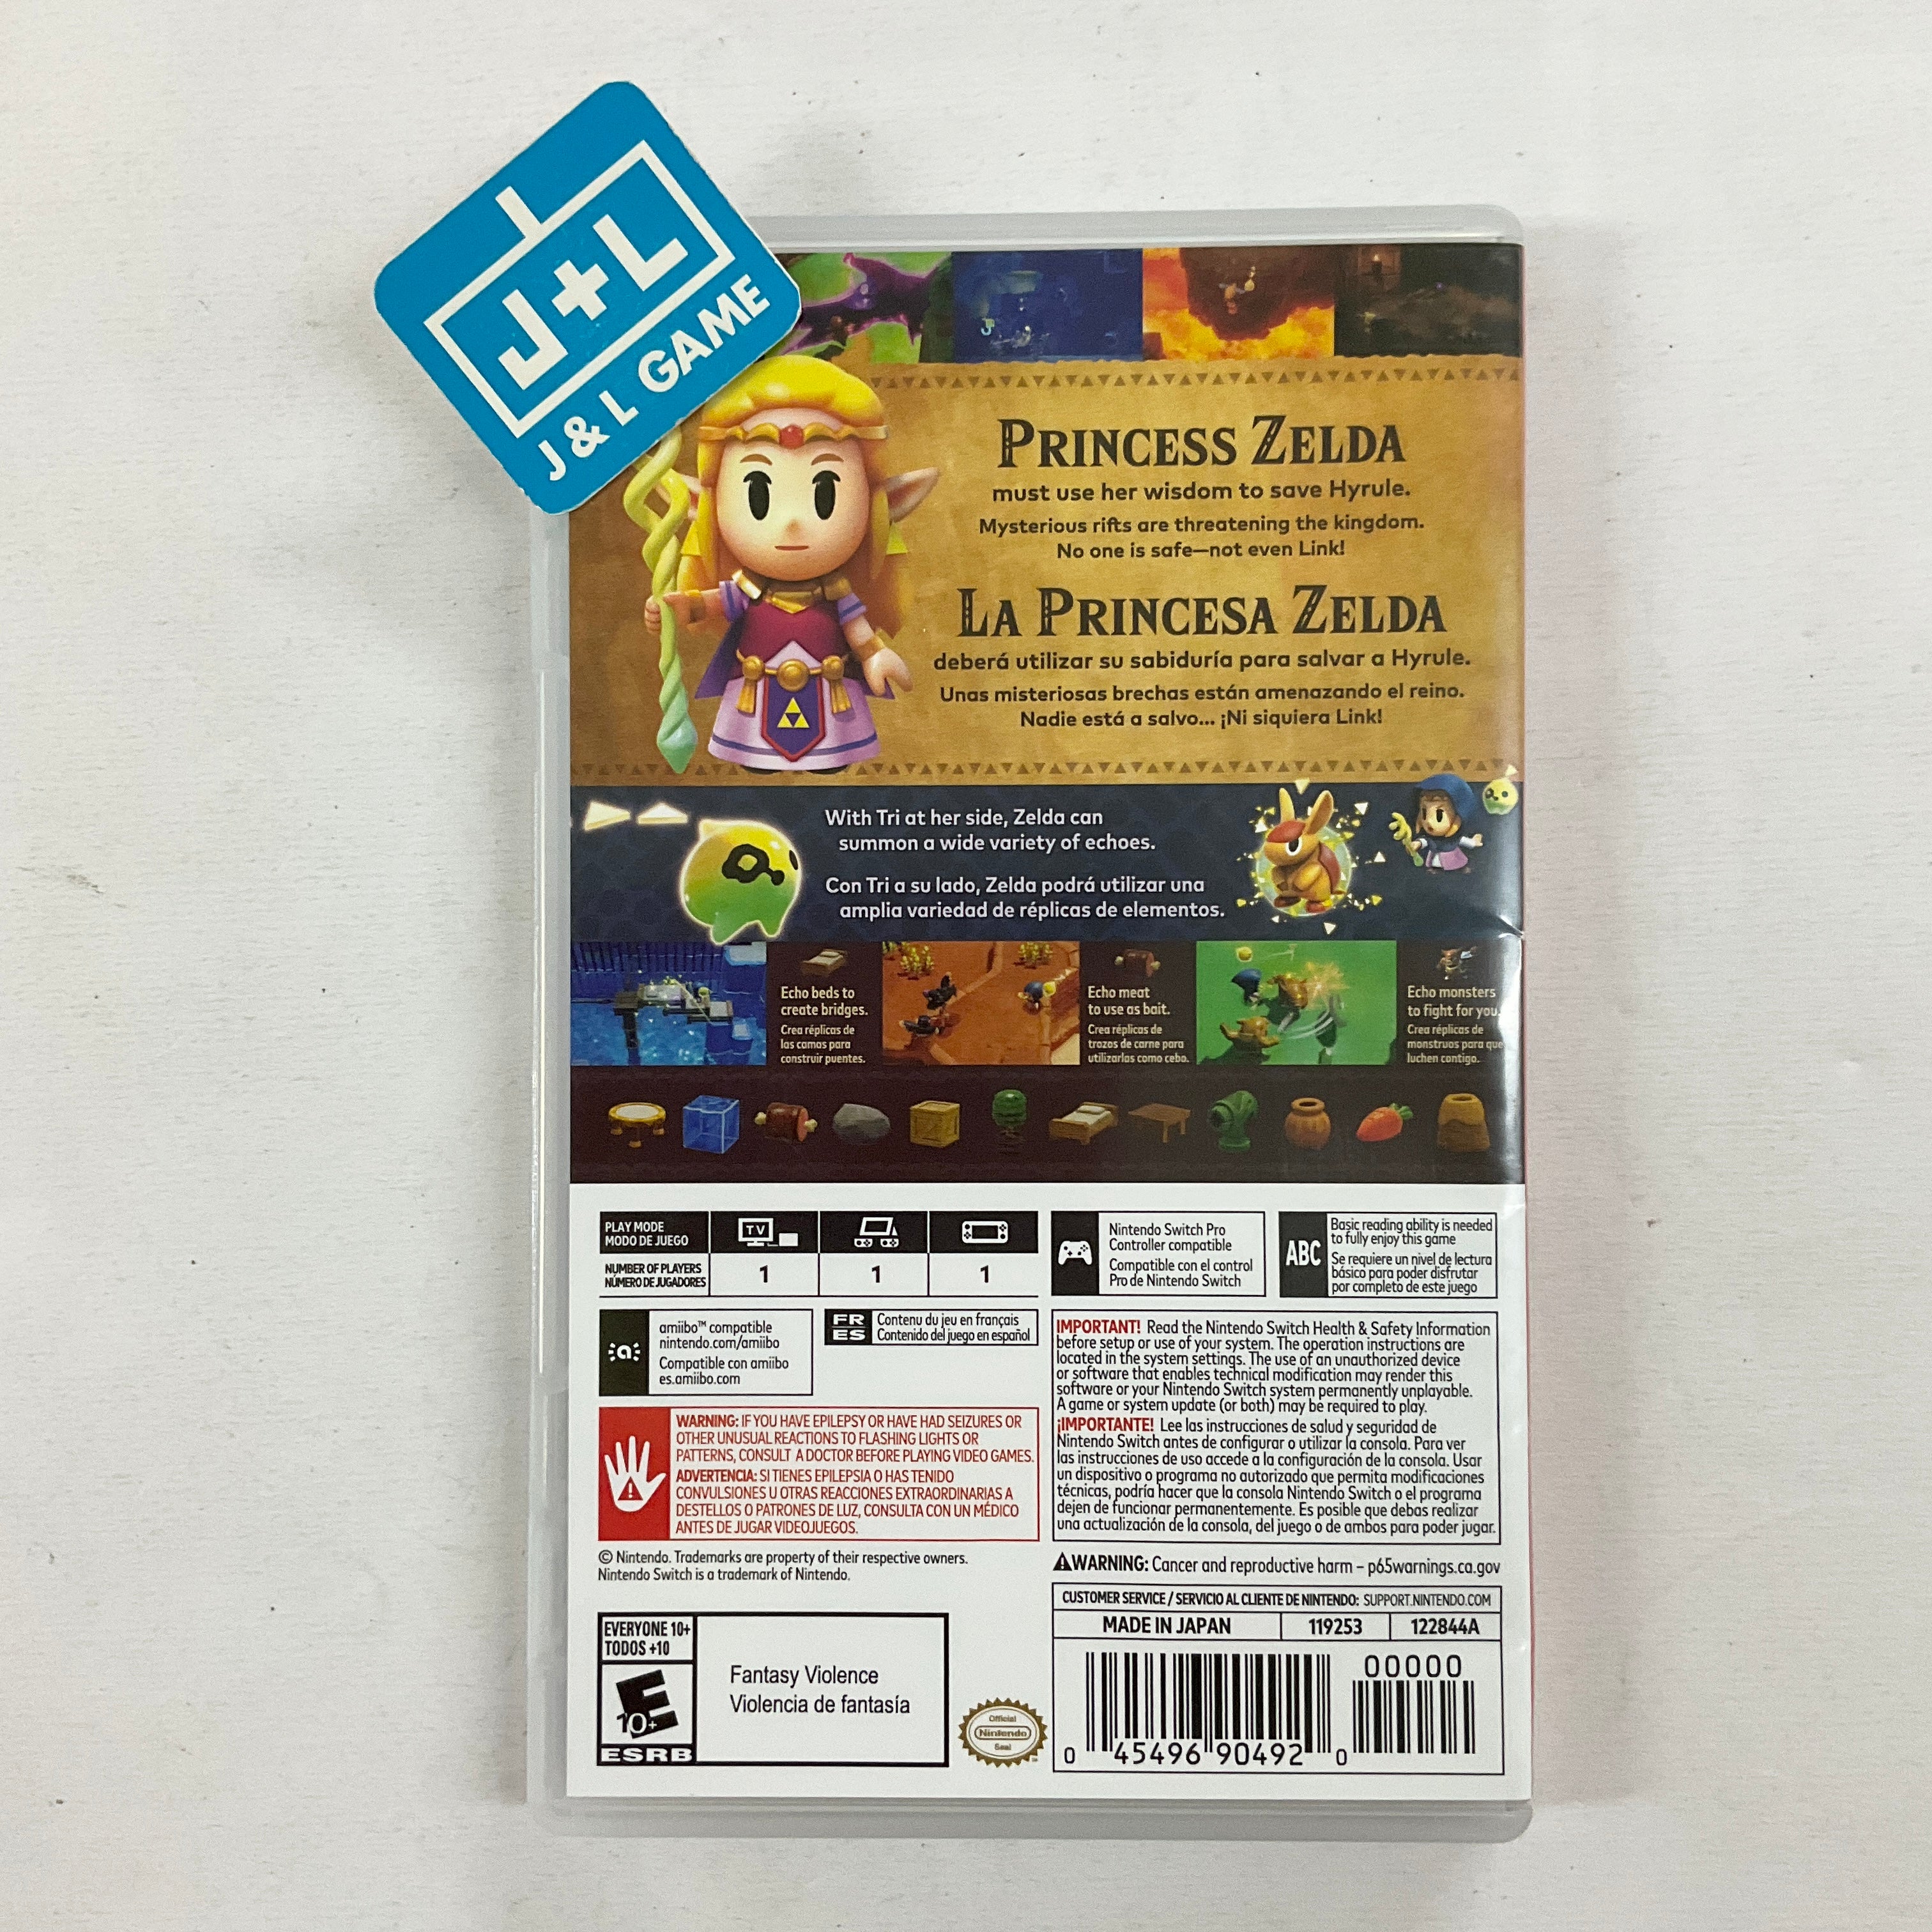 J+L
J & L GAME
PRINCESS ZELDA
must use her wisdom to save Hyrule.
Mysterious rifts are threatening the kingdom.
No one is safe—not even Link!
LA PRINCESA ZELDA
deberá utilizar su sabiduría para salvar a Hyrule.
Unas misteriosas brechas están amenazando el reino.
Nadie está a salvo... ¡Ni siquiera Link!
With Tri at her side, Zelda can
summon a wide variety of echoes.
Con Tri a su lado, Zelda podrá utilizar una
amplia variedad de réplicas de elementos.
Echo beds to
create bridges.
Crea réplicas de
las camas para
construir puentes.
Echo meat
to use as bait.
Crea réplicas de
trozos de carne para
utilizarlas como cebo.
Echo monsters
to fight for you.
Crea réplicas de
monstruos para que
luchen contigo.
PLAY MODE
MODO DE JUEGO
TV
NUMBER OF PLAYERS
NÚMERO DE JUGADORES
1 1 1
Nintendo Switch Pro
Controller compatible
Compatible con el control
Pro de Nintendo Switch
ABC
Basic reading ability is needed
to fully enjoy this game
Se requiere un nivel de lectura
básico para poder disfrutar
por completo de este juego
amiibo™ compatible
nintendo.com/amiibo
Compatible con amiibo
es.amiibo.com
FR
ES
Contenu du jeu en français
Contenido del juego en español
WARNING: IF YOU HAVE EPILEPSY OR HAVE HAD SEIZURES OR
OTHER UNUSUAL REACTIONS TO FLASHING LIGHTS OR
PATTERNS, CONSULT A DOCTOR BEFORE PLAYING VIDEO GAMES.
ADVERTENCIA: SI TIENES EPILEPSIA O HAS TENIDO
CONVULSIONES U OTRAS REACCIONES EXTRAORDINARIAS A
DESTELLOS O PATRONES DE LUZ, CONSULTA CON UN MÉDICO
ANTES DE JUGAR VIDEOJUEGOS.
IMPORTANT! Read the Nintendo Switch Health & Safety Information
before setup or use of your system. The operation instructions are
located in the system settings. The use of an unauthorized device
or software that enables technical modification may render this
software or your Nintendo Switch system permanently unplayable.
A game or system update (or both) may be required to play.
¡IMPORTANTE! Lee las instrucciones de salud y seguridad de
Nintendo Switch antes de configurar o utilizar la consola. Para ver
las instrucciones de uso accede a la configuración de la consola. Usar
un dispositivo o programa no autorizado que permita modificaciones
técnicas, podría hacer que la consola Nintendo Switch o el programa
dejen de funcionar permanentemente. Es posible que debas realizar
una actualización de la consola, del juego o de ambos para poder jugar.
© Nintendo. Trademarks are property of their respective owners.
Nintendo Switch is a trademark of Nintendo.
WARNING: Cancer and reproductive harm – p65warnings.ca.gov
CUSTOMER SERVICE / SERVICIO AL CLIENTE DE NINTENDO: SUPPORT.NINTENDO.COM
MADE IN JAPAN 119253 122844A
00000
0 45496 90492 0
EVERYONE 10+
TODOS +10
E
10+
ESRB
Fantasy Violence
Violencia de fantasía
Official
Nintendo
Seal